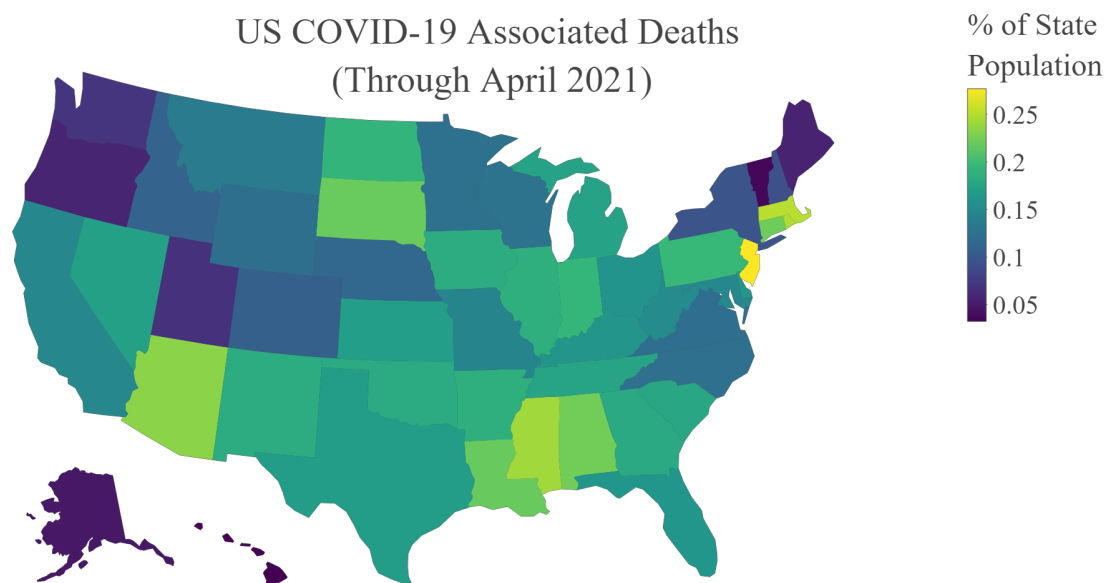 US COVID-19 Associated Deaths
(Through April 2021)
% of State
Population
0.25
0.2
0.15
0.1
0.05